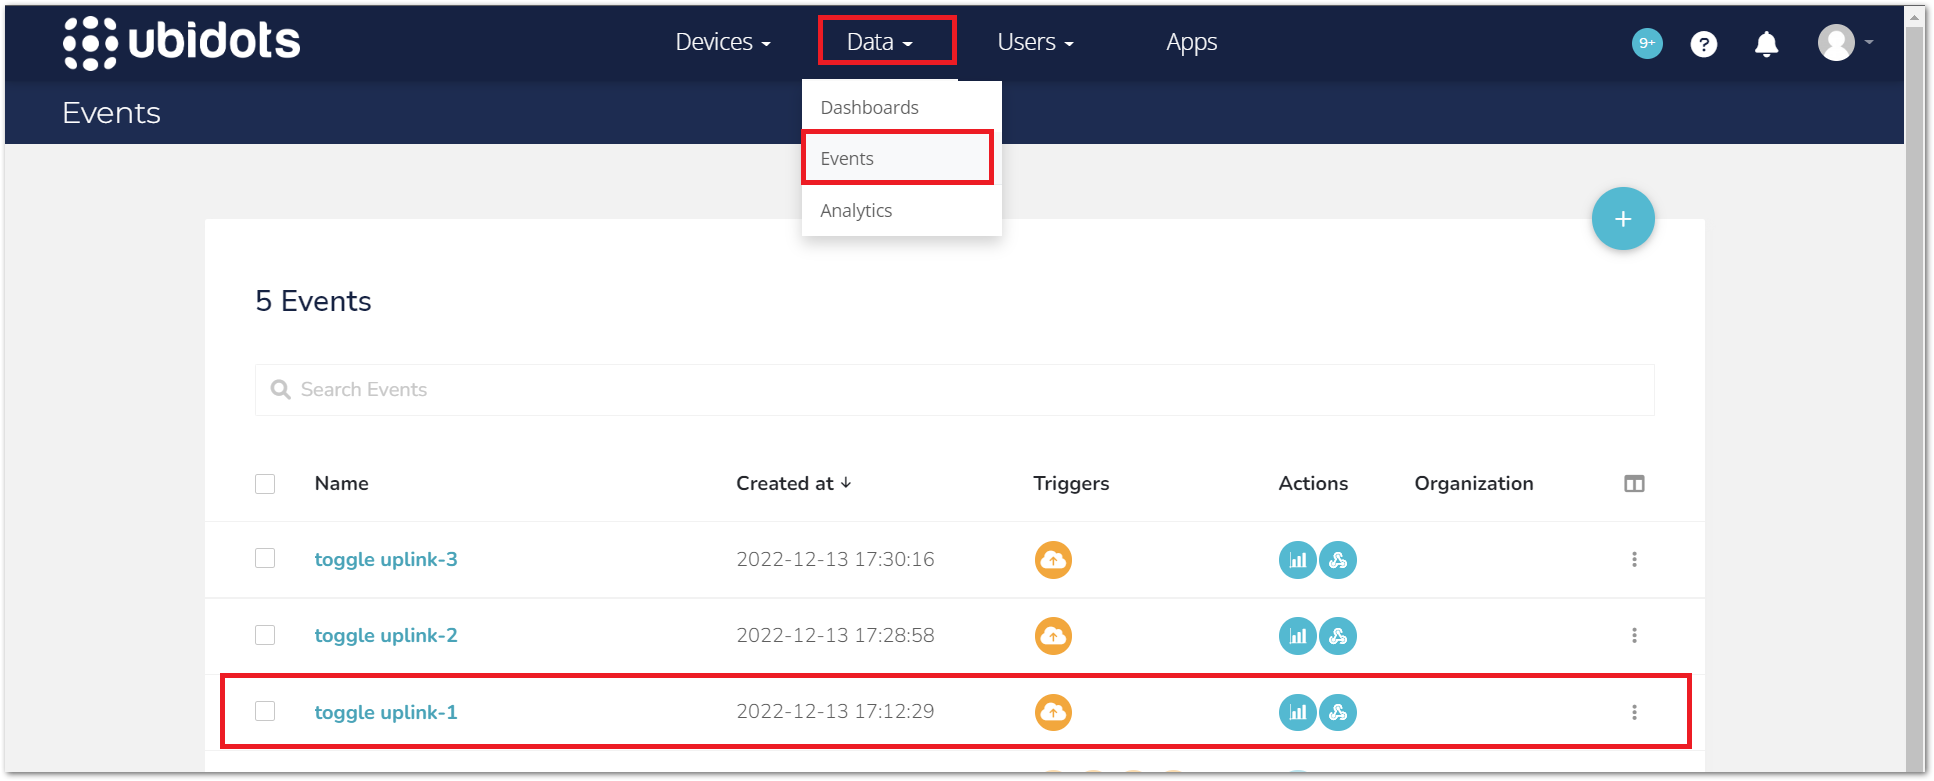 ubidots
Devices
Data
Users
Apps
9+
?
Events
Dashboards
Events
Analytics
+
5 Events
Search Events
Name Created at ↓ Triggers Actions Organization
toggle uplink-3 2022-12-13 17:30:16
toggle uplink-2 2022-12-13 17:28:58
toggle uplink-1 2022-12-13 17:12:29